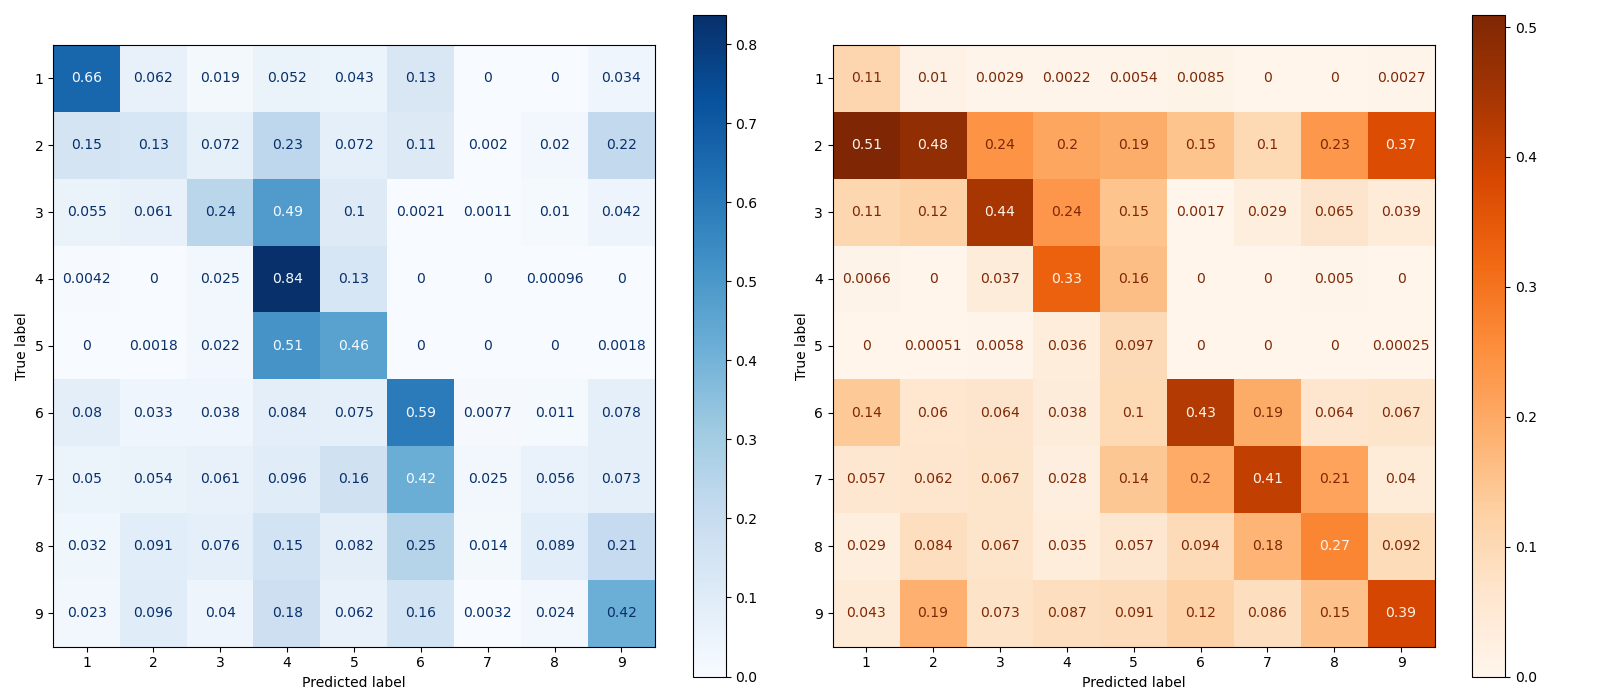 1 0.66 0.062 0.019 0.052 0.043 0.13 0 0 0.034
2 0.15 0.13 0.072 0.23 0.072 0.11 0.002 0.02 0.22
3 0.055 0.061 0.24 0.49 0.1 0.0021 0.0011 0.01 0.042
4 0.0042 0 0.025 0.84 0.13 0 0 0.00096 0
5 0 0.0018 0.022 0.51 0.46 0 0 0 0.0018
6 0.08 0.033 0.038 0.084 0.075 0.59 0.0077 0.011 0.078
7 0.05 0.054 0.061 0.096 0.16 0.42 0.025 0.056 0.073
8 0.032 0.091 0.076 0.15 0.082 0.25 0.014 0.089 0.21
9 0.023 0.096 0.04 0.18 0.062 0.16 0.0032 0.024 0.42
1 2 3 4 5 6 7 8 9
Predicted label
True label
0.8
0.7
0.6
0.5
0.4
0.3
0.2
0.1
0.0
1 0.11 0.01 0.0029 0.0022 0.0054 0.0085 0 0 0.0027
2 0.51 0.48 0.24 0.2 0.19 0.15 0.1 0.23 0.37
3 0.11 0.12 0.44 0.24 0.15 0.0017 0.029 0.065 0.039
4 0.0066 0 0.037 0.33 0.16 0 0 0.005 0
5 0 0.00051 0.0058 0.036 0.097 0 0 0 0.00025
6 0.14 0.06 0.064 0.038 0.1 0.43 0.19 0.064 0.067
7 0.057 0.062 0.067 0.028 0.14 0.2 0.41 0.21 0.04
8 0.029 0.084 0.067 0.035 0.057 0.094 0.18 0.27 0.092
9 0.043 0.19 0.073 0.087 0.091 0.12 0.086 0.15 0.39
1 2 3 4 5 6 7 8 9
Predicted label
True label
0.5
0.4
0.3
0.2
0.1
0.0